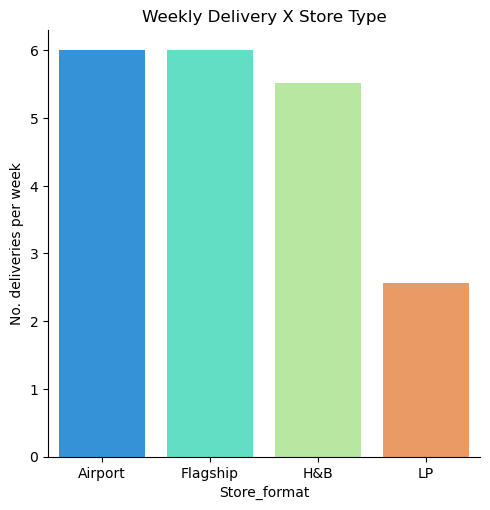 Weekly Delivery X Store Type
No. deliveries per week
6
5
4
3
2
1
0
Airport Flagship H&B LP
Store_format